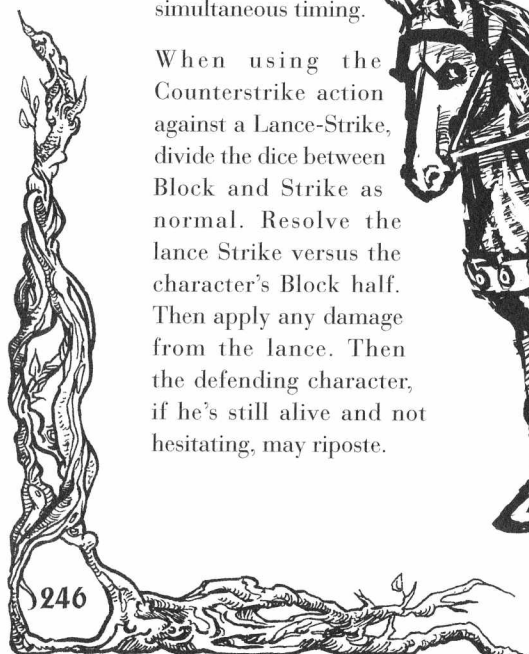 simultaneous timing.
When using the
Counterstrike action
against a Lance-Strike,
divide the dice between
Block and Strike as
normal. Resolve the
lance Strike versus the
character's Block half.
Then apply any damage
from the lance. Then
the defending character,
if he's still alive and not
hesitating, may riposte.
246